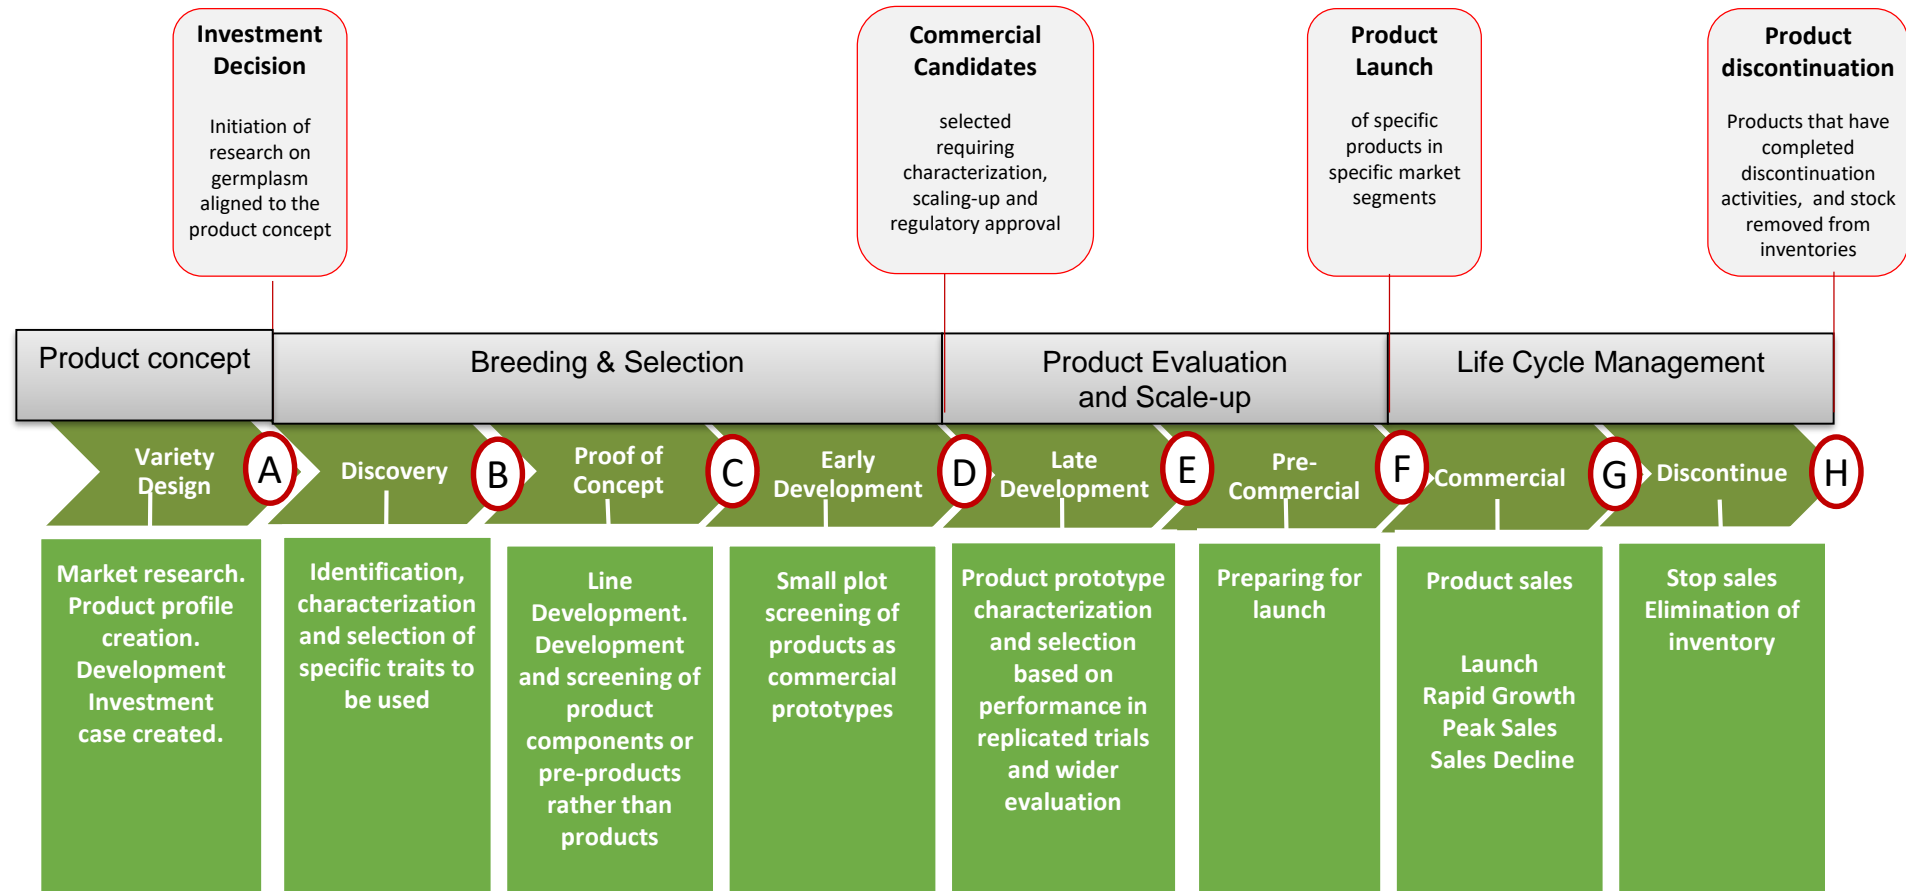 Investment
Decision
Initiation of
research on
germplasm
aligned to the
product concept
Commercial
Candidates
selected
requiring
characterization,
scaling-up and
regulatory approval
Product
Launch
of specific
products in
specific market
segments
Product
discontinuation
Products that have
completed
discontinuation
activities, and stock
removed from
inventories
Product concept
Breeding & Selection
Product Evaluation
and Scale-up
Life Cycle Management
Variety
Design
A
Discovery
B
Proof of
Concept
C
Early
Development
D
Late
Development
E
Pre-
Commercial
F
Commercial
G
Discontinue
H
Market research.
Product profile
creation.
Development
Investment
case created.
Identification,
characterization
and selection of
specific traits to
be used
Line
Development.
Development
and screening of
product
components or
pre-products
rather than
products
Small plot
screening of
products as
commercial
prototypes
Product prototype
characterization
and selection
based on
performance in
replicated trials
and wider
evaluation
Preparing for
launch
Product sales
Launch
Rapid Growth
Peak Sales
Sales Decline
Stop sales
Elimination of
inventory